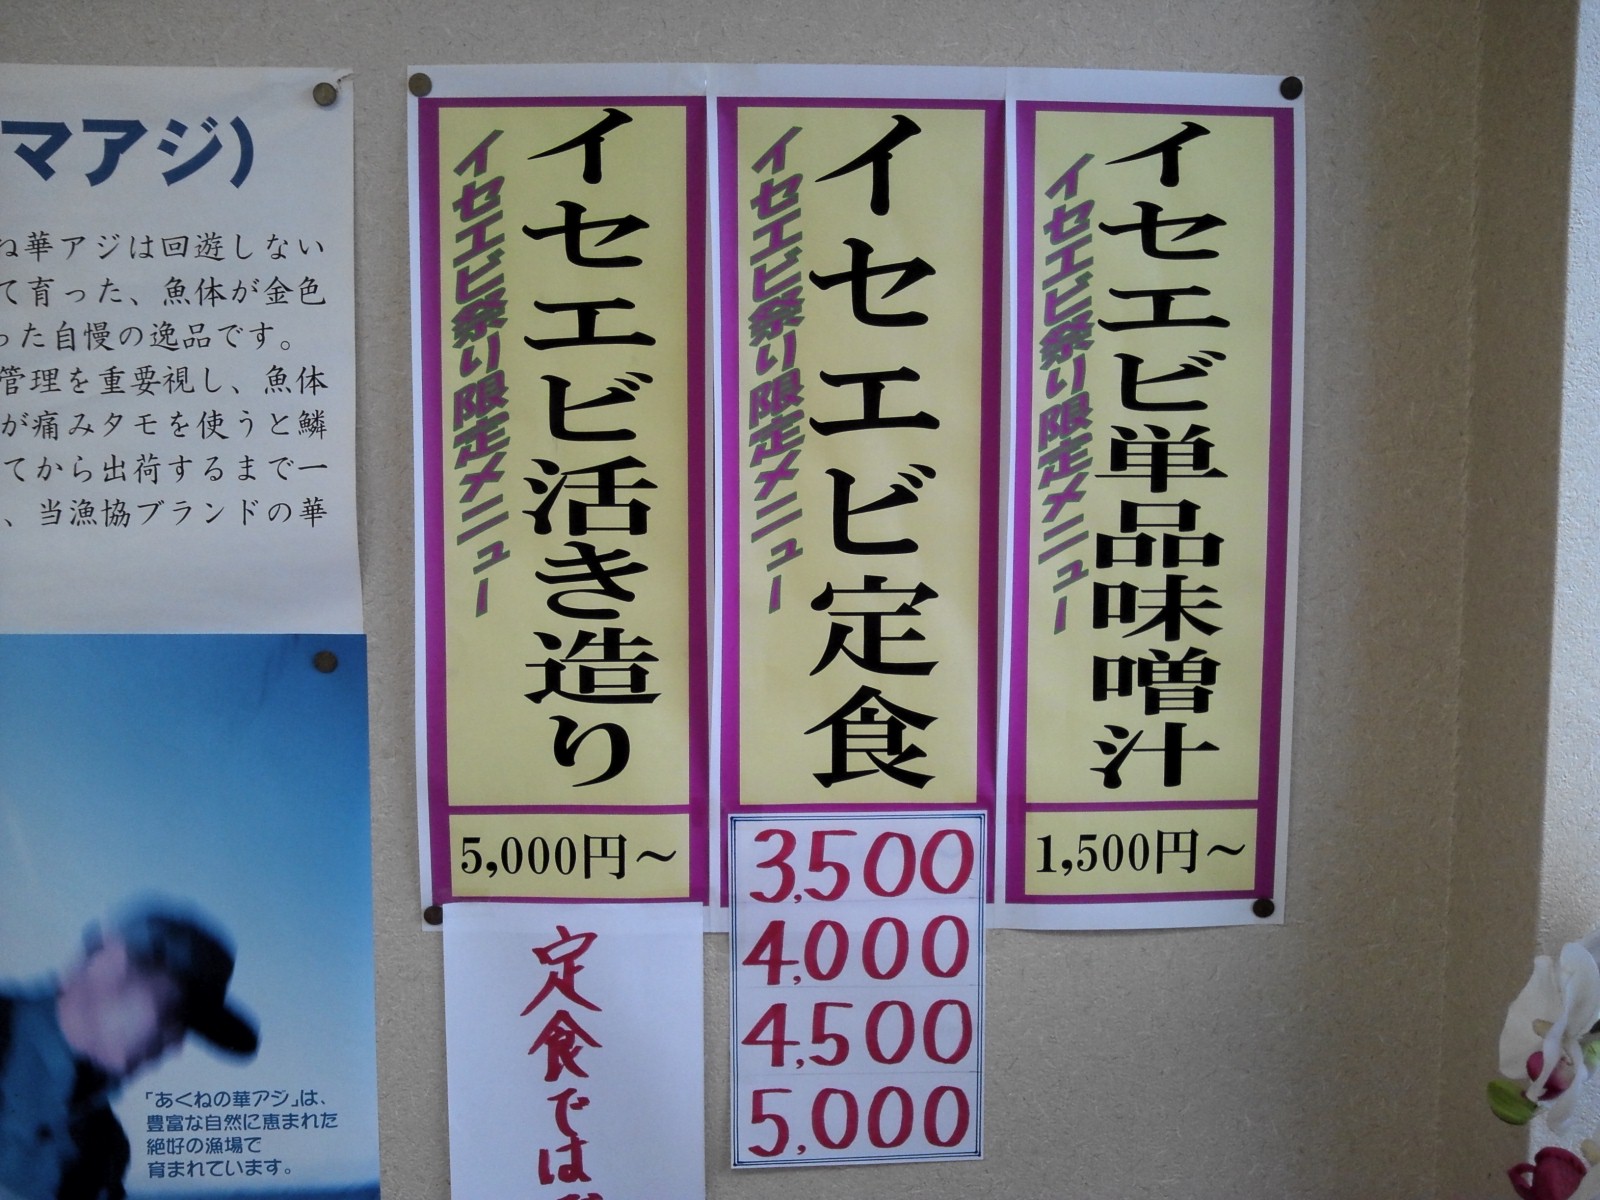 マアジ)
ね華アジは回遊しない
て育った、魚体が金色
った自慢の逸品です。
管理を重要視し、魚体
が痛みタモを使うと鱗
てから出荷するまで一
、当漁協ブランドの華
「あくねの華アジ」は、
豊富な自然に恵まれた
絶好の漁場で
育まれています。
イセエビ単品味噌汁
イセエビ祭り限定メニュー
1,500円～
イセエビ定食
イセエビ祭り限定メニュー
3,500
4,000
4,500
5,000
イセエビ活き造り
イセエビ祭り限定メニュー
5,000円～
定食では